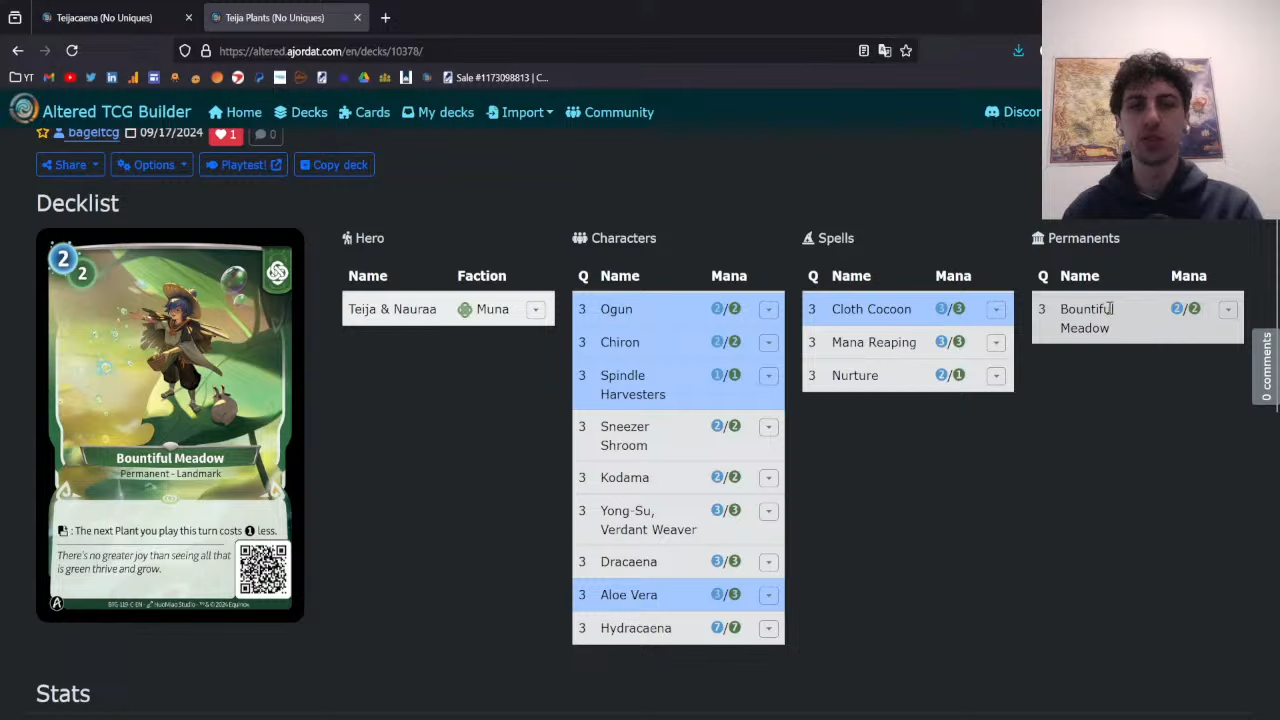 Teijacaena (No Uniques)
Teija Plants (No Uniques)
https://altered.ajordat.com/en/decks/10378/
YT
Sale #1173098813 | C...
Altered TCG Builder
Home
Decks
Cards
My decks
Import
Community
Discor
bageltcg 09/17/2024 1 0
Share
Options
Playtest!
Copy deck
Decklist
2
2
Bountiful Meadow
Permanent - Landmark
: The next Plant you play this turn costs 1 less.
There's no greater joy than seeing all that
is green thrive and grow.
Hero
Name Faction
Teija & Nauraa Muna
Characters
Q Name Mana
3 Ogun 2/2
3 Chiron 2/2
3 Spindle Harvesters 1/1
3 Sneezer Shroom 2/2
3 Kodama 2/2
3 Yong-Su, Verdant Weaver 3/3
3 Dracaena 3/3
3 Aloe Vera 3/3
3 Hydracaena 7/7
Spells
Q Name Mana
3 Cloth Cocoon 3/3
3 Mana Reaping 3/3
3 Nurture 2/1
Permanents
Q Name Mana
3 Bountiful Meadow 2/2
0 comments
Stats